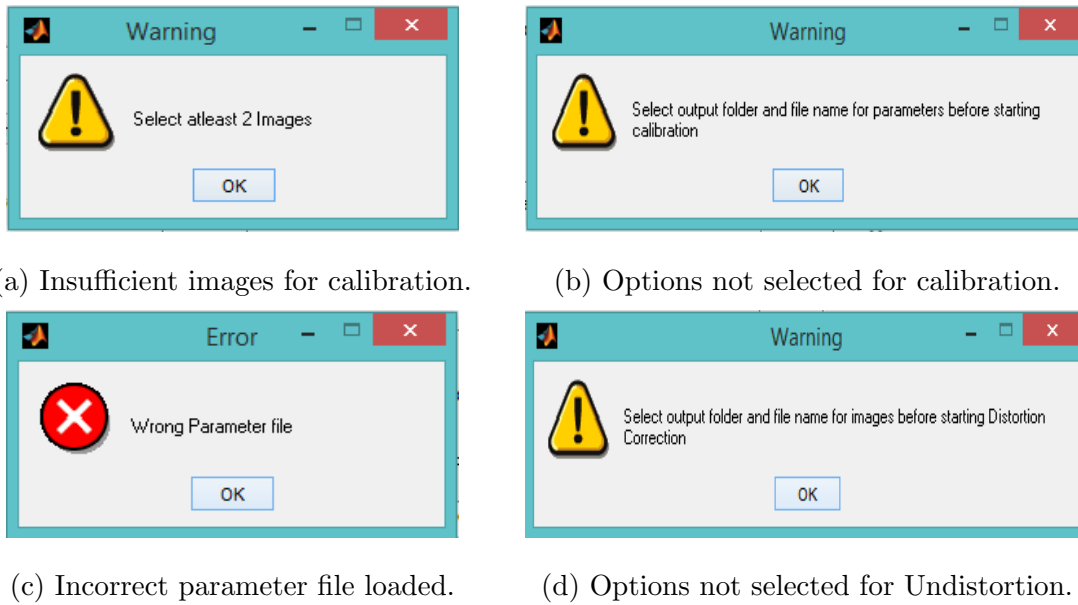 Warning
Select atleast 2 Images
OK
Warning
Select output folder and file name for parameters before starting
calibration
OK
a) Insufficient images for calibration.
(b) Options not selected for calibration.
Error
Wrong Parameter file
OK
Warning
Select output folder and file name for images before starting Distortion
Correction
OK
(c) Incorrect parameter file loaded.
(d) Options not selected for Undistortion.